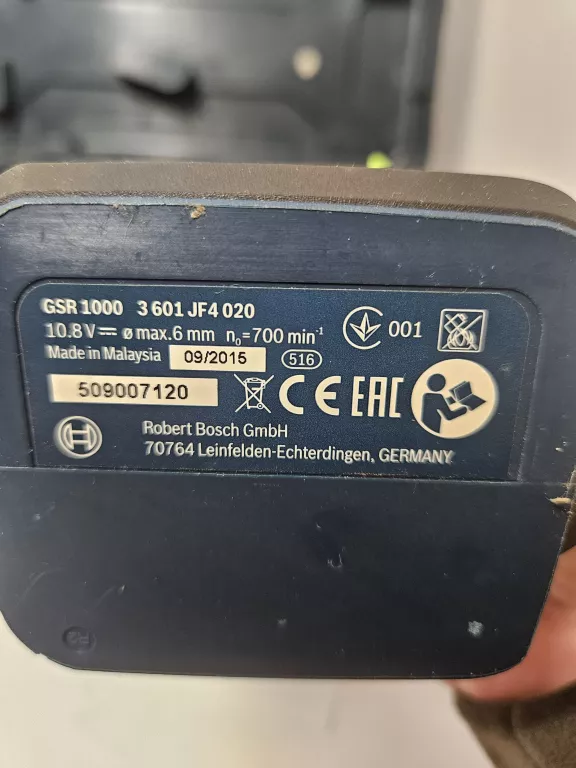 GSR 1000 3 601 JF4 020
10.8 V⎓ ø max. 6 mm n₀=700 min⁻¹
001
Made in Malaysia 09/2015 516
509007120
CE EAC
Robert Bosch GmbH
70764 Leinfelden-Echterdingen, GERMANY